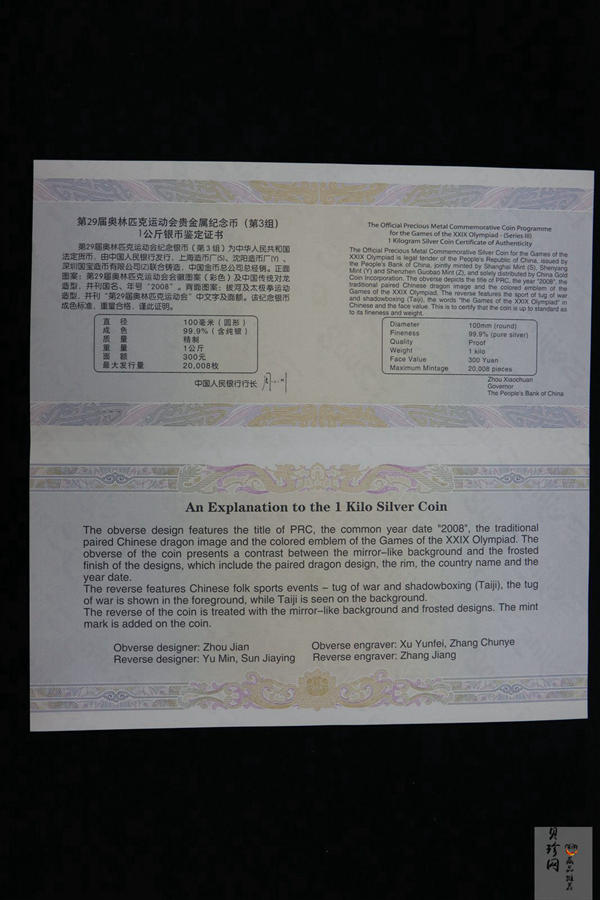 第29届奥林匹克运动会贵金属纪念币（第3组）
1公斤银币鉴定证书
第29届奥林匹克运动会纪念银币（第3组）为中华人民共和国
法定货币，由中国人民银行发行，上海造币厂(S)、沈阳造币厂(Y)、
深圳国宝造币有限公司(Z)联合铸造，中国金币总公司总经销。正面
图案：第29届奥林匹克运动会会徽图案（彩色）及中国传统对龙
造型，并刊国名、年号“2008”。背面图案：拔河及太极拳运动
造型，并刊“第29届奥林匹克运动会”中文字及面额。该纪念银币
成色标准，重量合格，谨此证明。
直 径 100毫米（圆形）
成 色 99.9%（含纯银）
质 量 精制
重 量 1公斤
面 额 300元
最大发行量 20,008枚
中国人民银行行长
The Official Precious Metal Commemorative Coin Programme
for the Games of the XXIX Olympiad - (Series III)
1 Kilogram Silver Coin Certificate of Authenticity
The Official Precious Metal Commemorative Silver Coin for the Games of the
XXIX Olympiad is legal tender of the People's Republic of China, issued by
the People's Bank of China, jointly minted by Shanghai Mint (S), Shenyang
Mint (Y) and Shenzhen Guobao Mint (Z), and solely distributed by China Gold
Coin Incorporation. The obverse depicts the title of PRC, the year "2008", the
traditional paired Chinese dragon image and the colored emblem of the
Games of the XXIX Olympiad. The reverse features the sport of tug of war
and shadowboxing (Taiji), the words "the Games of the XXIX Olympiad" in
Chinese and the face value. This is to certify that the coin is up to standard as
to its fineness and weight.
Diameter 100mm (round)
Fineness 99.9% (pure silver)
Quality Proof
Weight 1 kilo
Face Value 300 Yuan
Maximum Mintage 20,008 pieces
Zhou Xiaochuan
Governor
The People's Bank of China
An Explanation to the 1 Kilo Silver Coin
The obverse design features the title of PRC, the common year date "2008", the traditional
paired Chinese dragon image and the colored emblem of the Games of the XXIX Olympiad. The
obverse of the coin presents a contrast between the mirror-like background and the frosted
finish of the designs, which include the paired dragon design, the rim, the country name and the
year date.
The reverse features Chinese folk sports events - tug of war and shadowboxing (Taiji), the tug
of war is shown in the foreground, while Taiji is seen on the background.
The reverse of the coin is treated with the mirror-like background and frosted designs. The mint
mark is added on the coin.
Obverse designer: Zhou Jian Obverse engraver: Xu Yunfei, Zhang Chunye
Reverse designer: Yu Min, Sun Jiaying Reverse engraver: Zhang Jiang
贝珍网